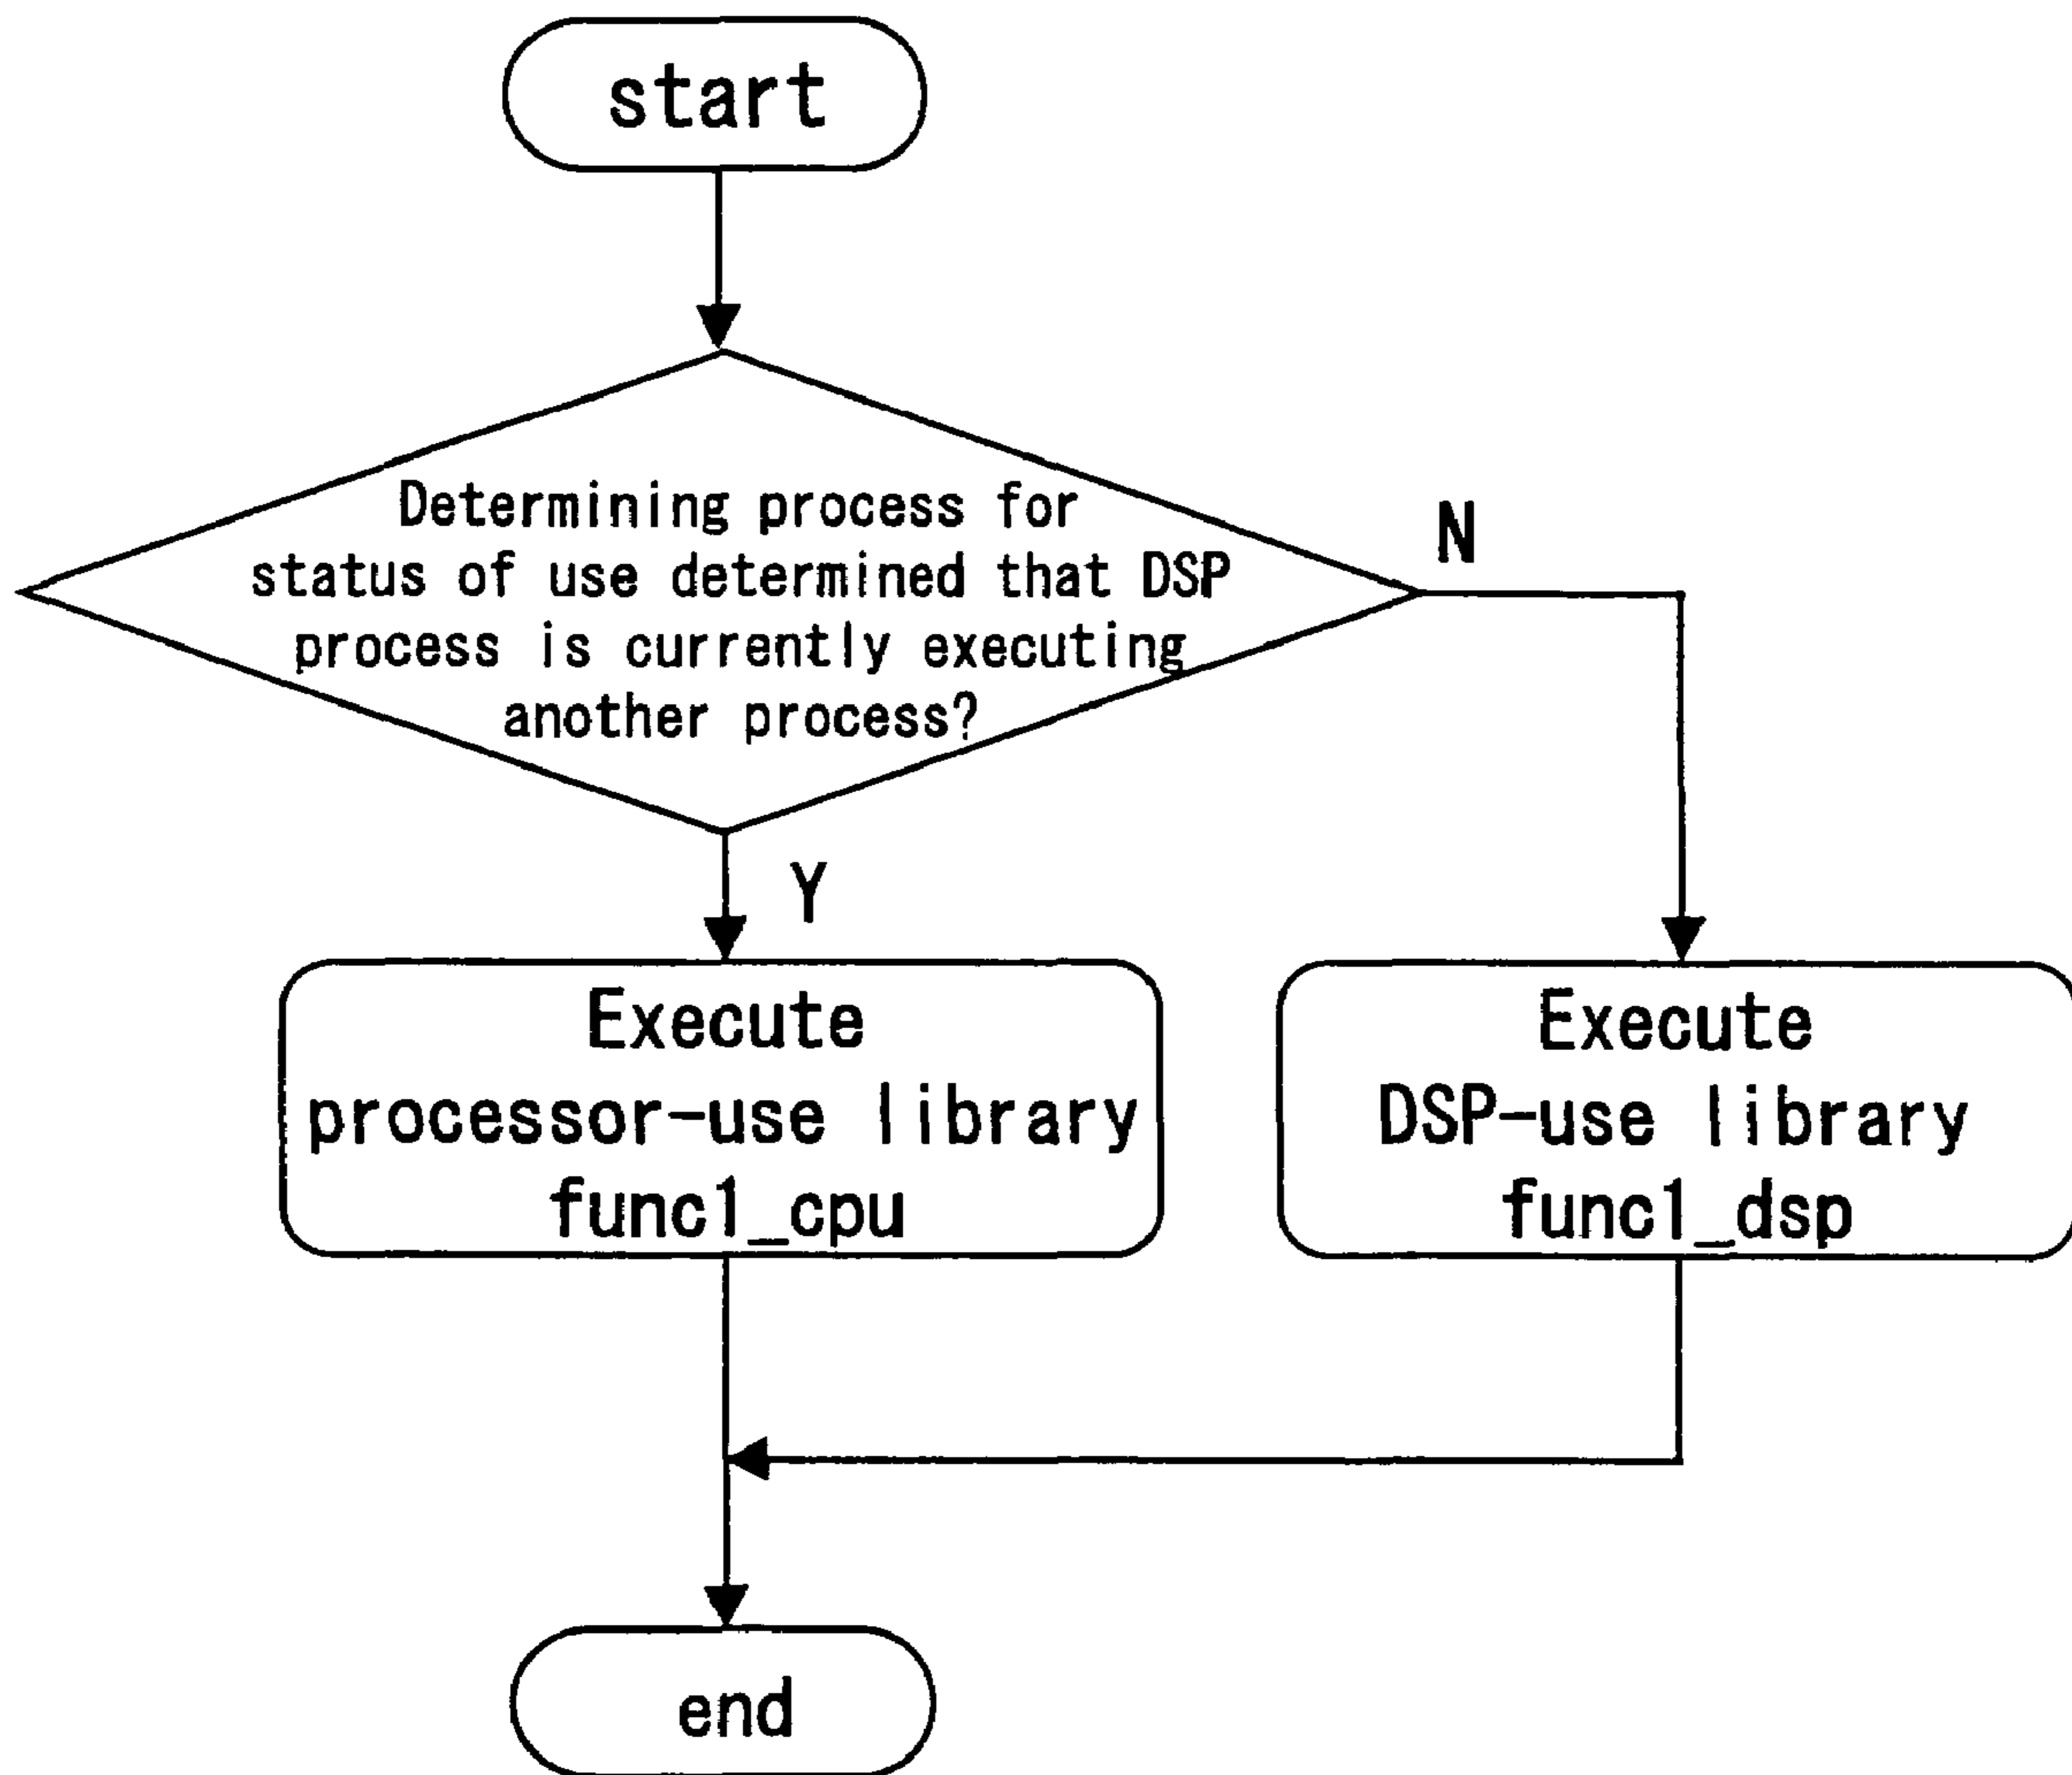 start
Determining process for
status of use determined that DSP
process is currently executing
another process?
N
Y
Execute
processor-use library
func1_cpu
Execute
DSP-use library
func1_dsp
end